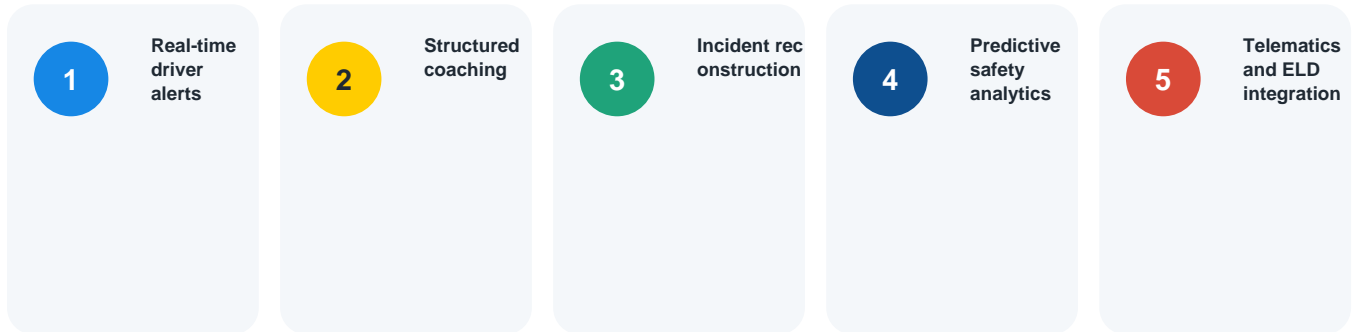 1
Real-time
driver
alerts
2
Structured
coaching
3
Incident rec
onstruction
4
Predictive
safety
analytics
5
Telematics
and ELD
integration